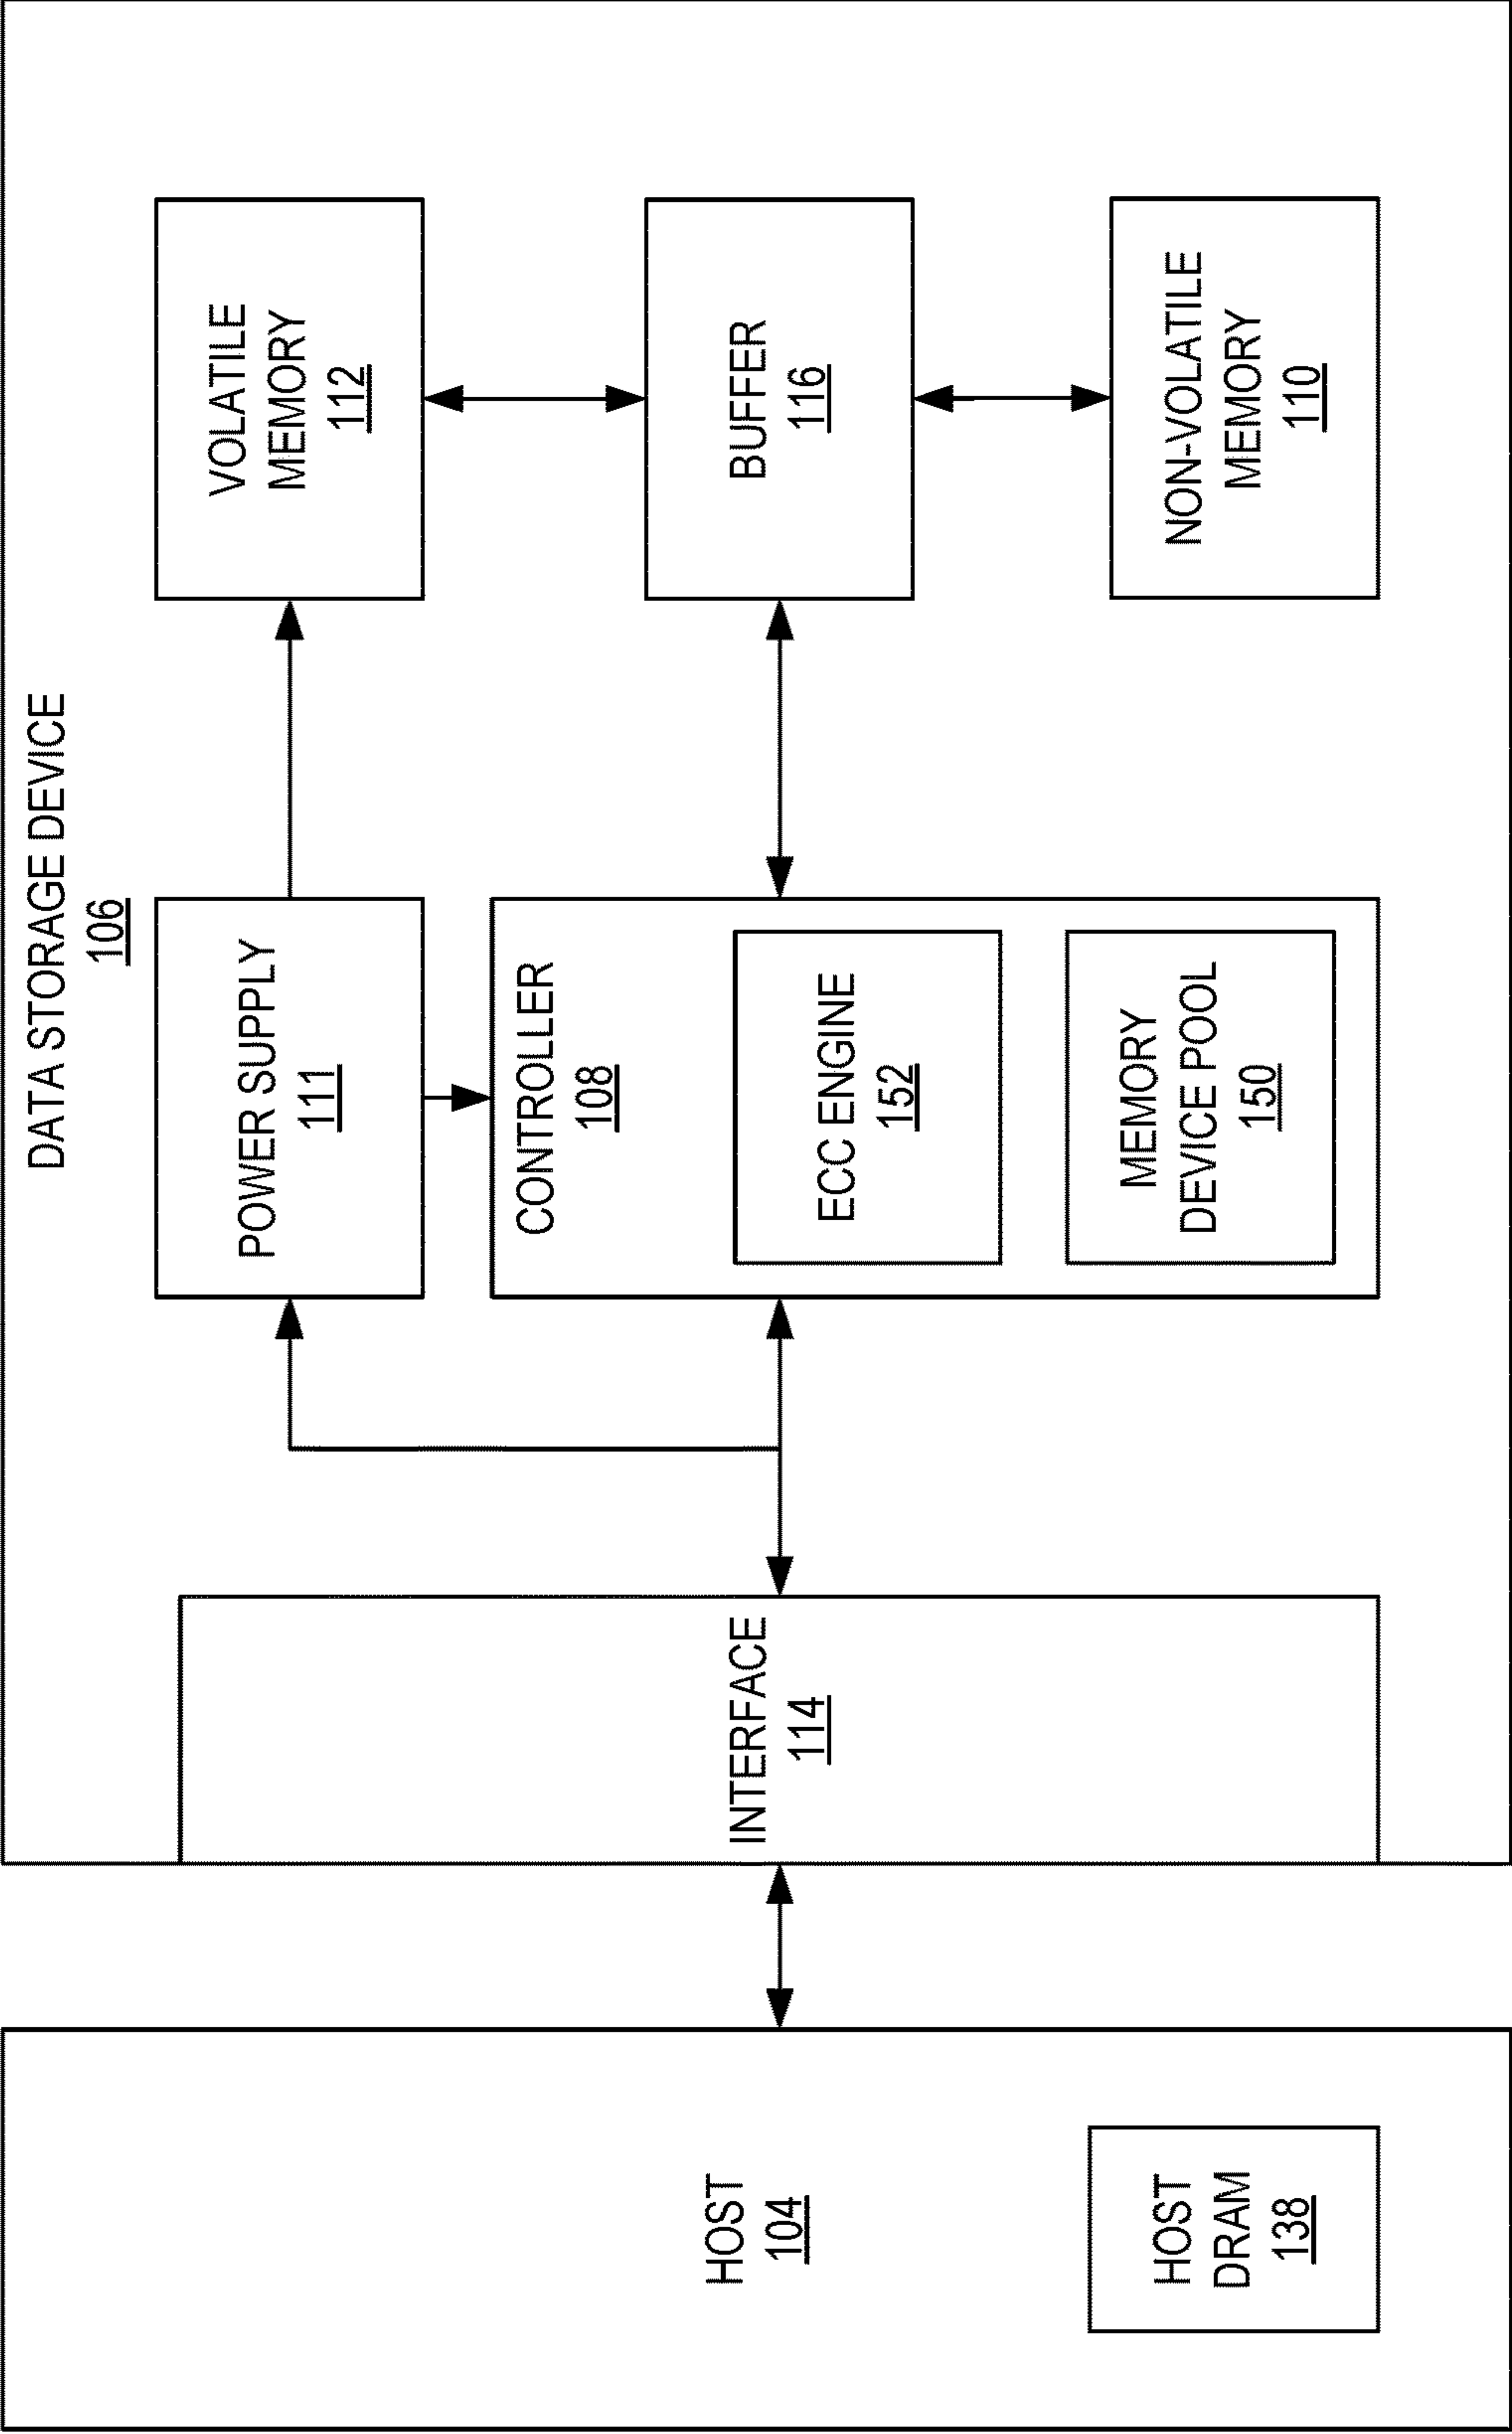 HOST
104
HOST
DRAM
138
DATA STORAGE DEVICE
106
INTERFACE
114
POWER SUPPLY
111
CONTROLLER
108
ECC ENGINE
152
MEMORY
DEVICE POOL
150
VOLATILE
MEMORY
112
BUFFER
116
NON-VOLATILE
MEMORY
110